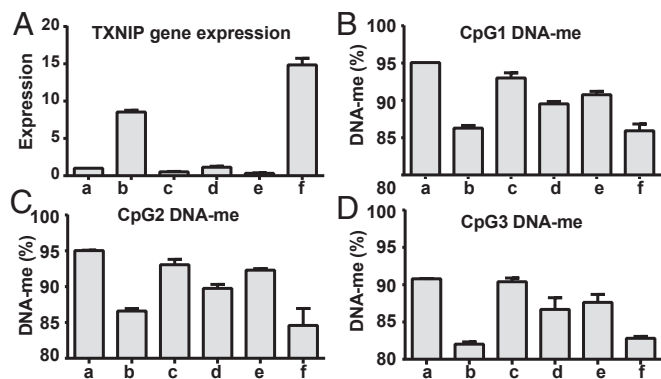 A
TXNIP gene expression
Expression
20
15
10
5
0
a b c d e f
B
CpG1 DNA-me
DNA-me (%)
100
95
90
85
80
a b c d e f
C
CpG2 DNA-me
DNA-me (%)
100
95
90
85
80
a b c d e f
D
CpG3 DNA-me
DNA-me (%)
100
95
90
85
80
a b c d e f